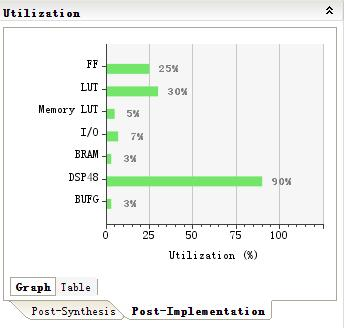 Utilization
FF 25%
LUT 30%
Memory LUT 5%
I/O 7%
BRAM 3%
DSP48 90%
BUFG 3%
0 25 50 75 100
Utilization (%)
Graph Table
Post-Synthesis Post-Implementation